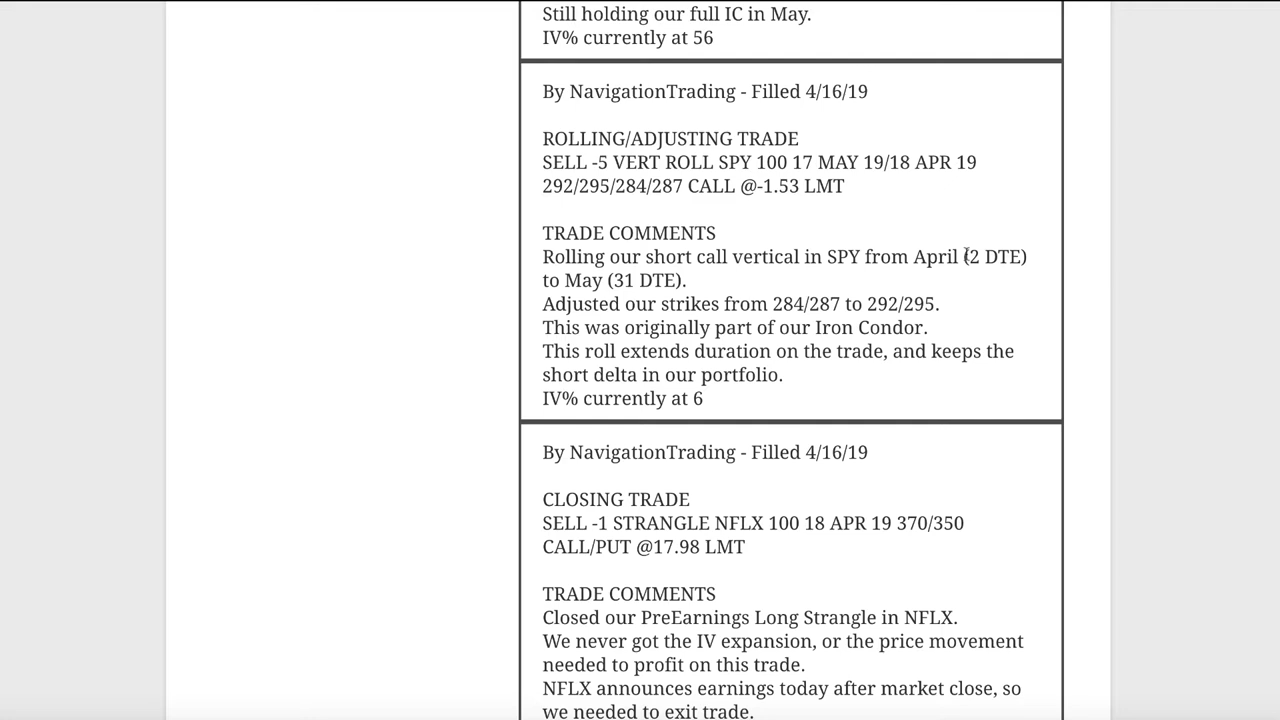 Still holding our full IC in May.
IV% currently at 56
By NavigationTrading - Filled 4/16/19
ROLLING/ADJUSTING TRADE
SELL -5 VERT ROLL SPY 100 17 MAY 19/18 APR 19
292/295/284/287 CALL @-1.53 LMT
TRADE COMMENTS
Rolling our short call vertical in SPY from April (2 DTE)
to May (31 DTE).
Adjusted our strikes from 284/287 to 292/295.
This was originally part of our Iron Condor.
This roll extends duration on the trade, and keeps the
short delta in our portfolio.
IV% currently at 6
By NavigationTrading - Filled 4/16/19
CLOSING TRADE
SELL -1 STRANGLE NFLX 100 18 APR 19 370/350
CALL/PUT @17.98 LMT
TRADE COMMENTS
Closed our PreEarnings Long Strangle in NFLX.
We never got the IV expansion, or the price movement
needed to profit on this trade.
NFLX announces earnings today after market close, so
we needed to exit trade.